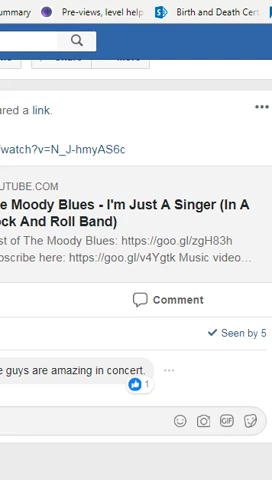 ummary Pre-views, level help Birth and Death Cert
ared a link.
/watch?v=N_J-hmyAS6c
UTUBE.COM
e Moody Blues - I'm Just A Singer (In A
ck And Roll Band)
st of The Moody Blues: https://goo.gl/zgH83h
bscribe here: https://goo.gl/v4Ygtk Music video...
Comment
Seen by 5
e guys are amazing in concert.
1
GIF